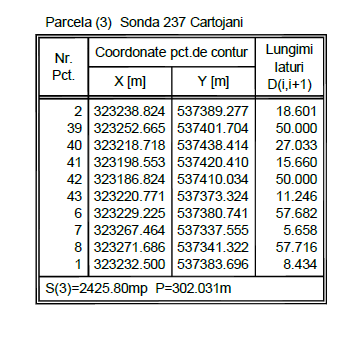 Parcela (3) Sonda 237 Cartojani
Nr. Pct. Coordonate pct.de contur Lungimi laturi D(i,i+1)
X [m] Y [m]
2 323238.824 537389.277 18.601
39 323252.665 537401.704 50.000
40 323218.718 537438.414 27.033
41 323198.553 537420.410 15.660
42 323186.824 537410.034 50.000
43 323220.771 537373.324 11.246
6 323229.225 537380.741 57.682
7 323267.464 537337.555 5.658
8 323271.686 537341.322 57.716
1 323232.500 537383.696 8.434
S(3)=2425.80mp P=302.031m